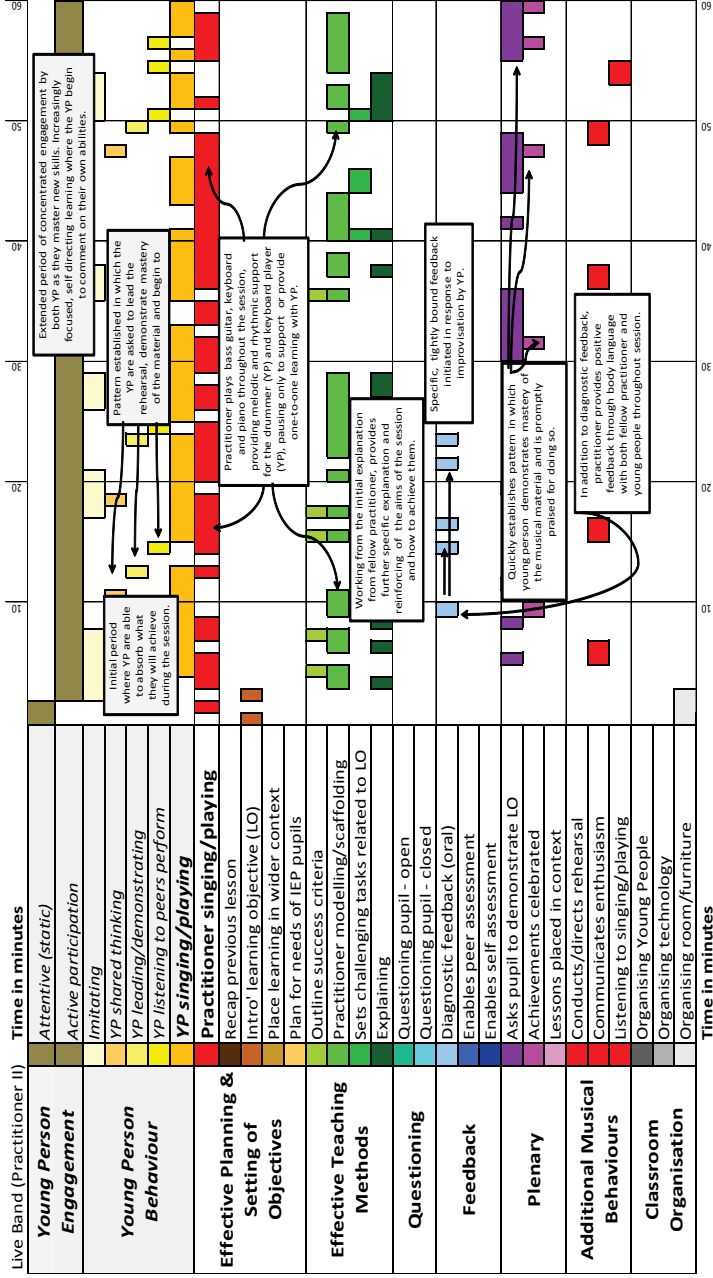 Live Band (Practitioner II)
Time in minutes
10
20
30
40
50
60
Young Person
Engagement
Attentive (static)
Active participation
Young Person
Behaviour
Imitating
YP shared thinking
YP leading/demonstrating
YP listening to peers perform
YP singing/playing
Practitioner singing/playing
Effective Planning &
Setting of
Objectives
Recap previous lesson
Intro' learning objective (LO)
Place learning in wider context
Plan for needs of IEP pupils
Effective Teaching
Methods
Outline success criteria
Practitioner modelling/scaffolding
Sets challenging tasks related to LO
Explaining
Questioning
Questioning pupil - open
Questioning pupil - closed
Feedback
Diagnostic feedback (oral)
Enables peer assessment
Enables self assessment
Plenary
Asks pupil to demonstrate LO
Achievements celebrated
Lessons placed in context
Additional Musical
Behaviours
Conducts/directs rehearsal
Communicates enthusiasm
Listening to singing/playing
Classroom
Organisation
Organising Young People
Organising technology
Organising room/furniture
Time in minutes
10
20
30
40
50
60
Extended period of concentrated engagement by
both YP as they master new skills. Increasingly
focused, self directing learning where the YP begin
to comment on their own abilities.
Pattern established in which the
YP are asked to lead the
rehearsal, demonstrate mastery
of the material and begin to
Initial period
where YP are able
to absorb what
they will achieve
during the session.
Practitioner plays bass guitar, keyboard
and piano throughout the session,
providing melodic and rhythmic support
for the drummer (YP) and keyboard player
(YP), pausing only to support or provide
one-to-one learning with YP.
Working from the initial explanation
from fellow practitioner, provides
further specific explanation and
reinforcing of the aims of the session
and how to achieve them.
Specific, tightly bound feedback
initiated in response to
improvisation by YP.
Quickly establishes pattern in which
young person demonstrates mastery of
the musical material and is promptly
praised for doing so.
In addition to diagnostic feedback,
practitioner provides positive
feedback through body language
with both fellow practitioner and
young people throughout session.